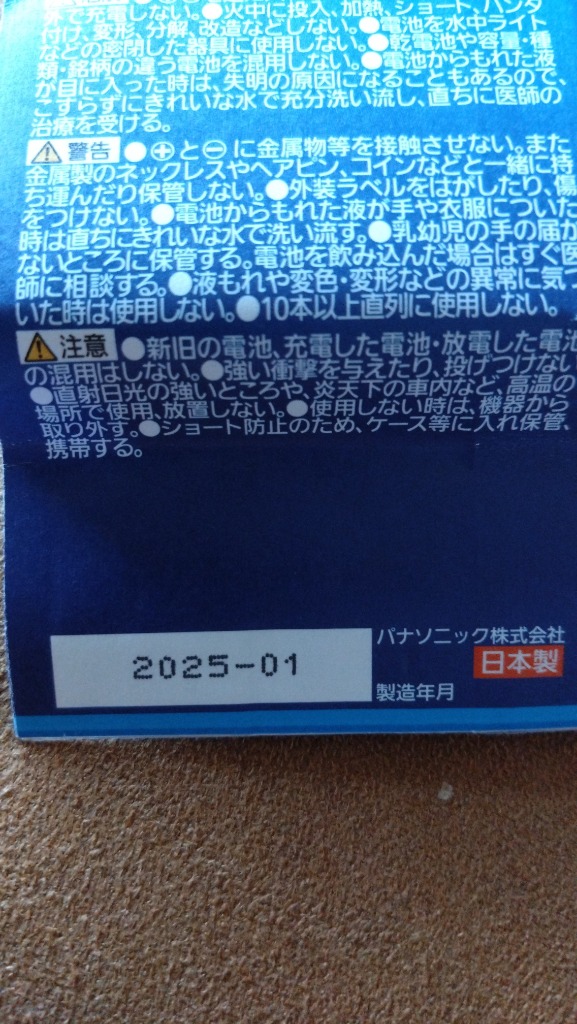 外で充電しない。●火中に投入、加熱、ショート、ハンダ
付け、変形、分解、改造などしない。●電池を水中ライト
などの密閉した器具に使用しない。●乾電池や容量・種
類・銘柄の違う電池を混用しない。●電池からもれた液
が目に入った時は、失明の原因になることもあるので、
こすらずにきれいな水で充分洗い流し、直ちに医師の
治療を受ける。
警告 ●⊕と⊖に金属物等を接触させない。また
金属製のネックレスやヘアピン、コインなどと一緒に持
ち運んだり保管しない。●外装ラベルをはがしたり、傷
をつけない。●電池からもれた液が手や衣服についた
時は直ちにきれいな水で洗い流す。●乳幼児の手の届か
ないところに保管する。電池を飲み込んだ場合はすぐ医
師に相談する。●液もれや変色・変形などの異常に気づ
いた時は使用しない。●10本以上直列に使用しない。
注意 ●新旧の電池、充電した電池・放電した電池
の混用はしない。●強い衝撃を与えたり、投げつけない
●直射日光の強いところや、炎天下の車内など、高温の
場所で使用、放置しない。●使用しない時は、機器から
取り外す。●ショート防止のため、ケース等に入れ保管、
携帯する。
パナソニック株式会社
2025-01
日本製
製造年月